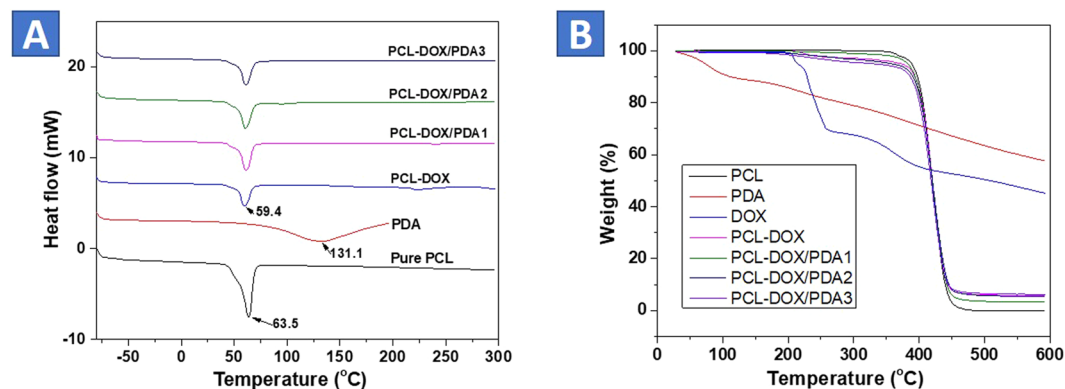 A
Heat flow (mW)
20
10
0
-10
PCL-DOX/PDA3
PCL-DOX/PDA2
PCL-DOX/PDA1
PCL-DOX
59.4
PDA
131.1
Pure PCL
63.5
-50
0
50
100
150
200
250
300
Temperature (°C)
B
Weight (%)
100
80
60
40
20
0
PCL
PDA
DOX
PCL-DOX
PCL-DOX/PDA1
PCL-DOX/PDA2
PCL-DOX/PDA3
0
100
200
300
400
500
600
Temperature (°C)